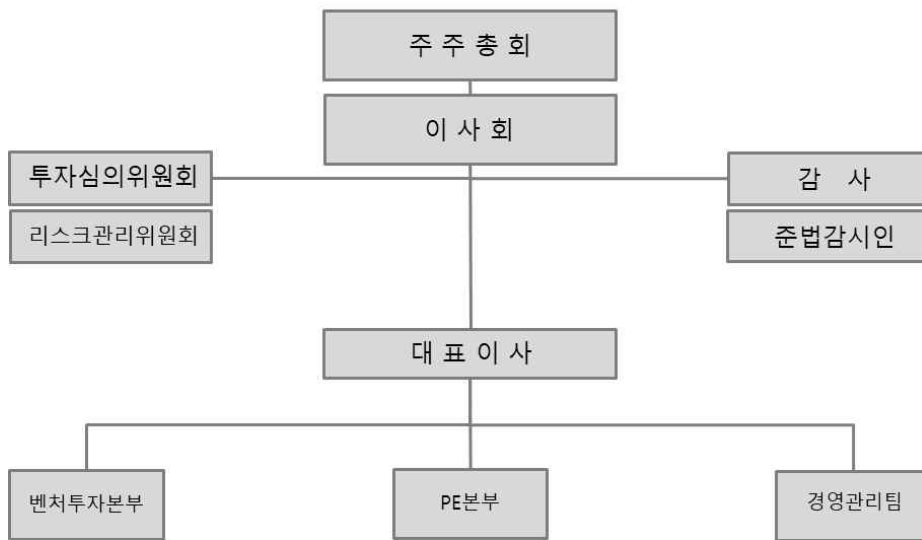 주 주 총 회
이 사 회
투자심의위원회
감 사
리스크관리위원회
준법감시인
대 표 이 사
벤처투자본부
PE본부
경영관리팀